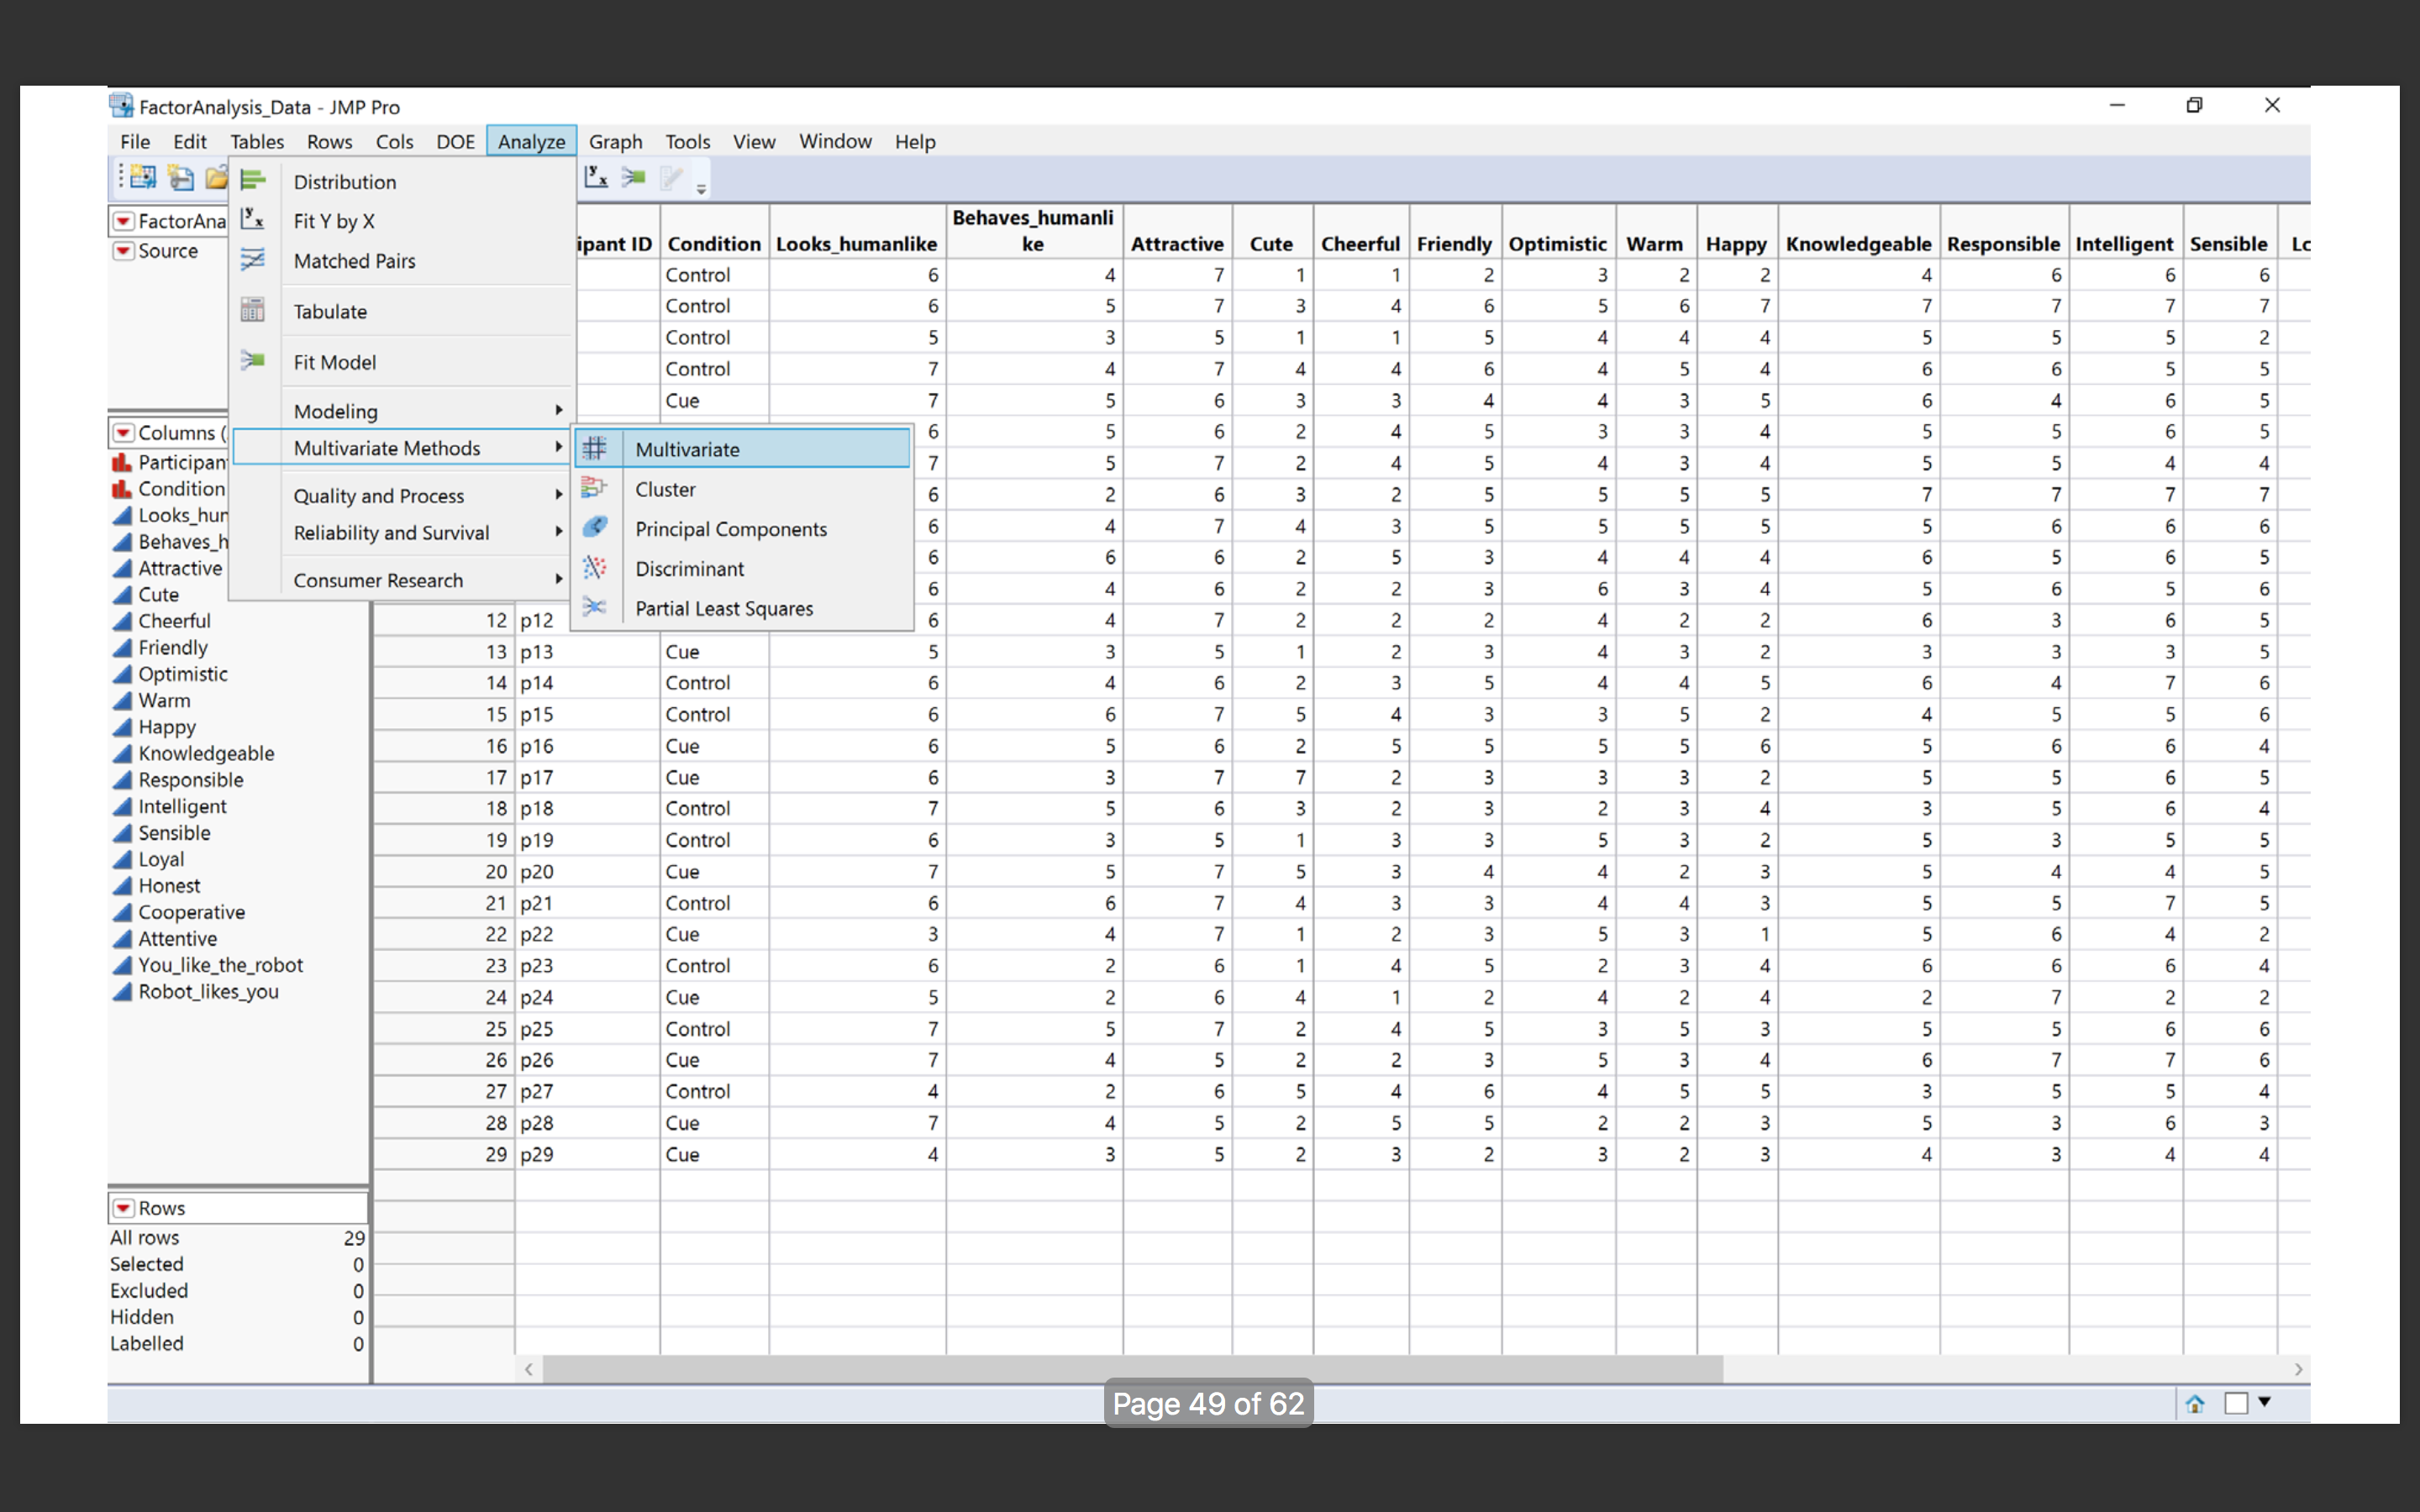 FactorAnalysis_Data - JMP Pro
File Edit Tables Rows Cols DOE Analyze Graph Tools View Window Help
Distribution
Fit Y by X
Matched Pairs
Tabulate
Fit Model
Modeling
Multivariate Methods
Quality and Process
Reliability and Survival
Consumer Research
Multivariate
Cluster
Principal Components
Discriminant
Partial Least Squares
FactorAna
Source
Columns (
Participan
Condition
Looks_hun
Behaves_h
Attractive
Cute
Cheerful
Friendly
Optimistic
Warm
Happy
Knowledgeable
Responsible
Intelligent
Sensible
Loyal
Honest
Cooperative
Attentive
You_like_the_robot
Robot_likes_you
Rows
All rows 29
Selected 0
Excluded 0
Hidden 0
Labelled 0
ipant ID Condition Looks_humanlike Behaves_humanli
ke Attractive Cute Cheerful Friendly Optimistic Warm Happy Knowledgeable Responsible Intelligent Sensible Lc
Control 6 4 7 1 1 2 3 2 2 4 6 6 6
Control 6 5 7 3 4 6 5 6 7 7 7 7 7
Control 5 3 5 1 1 5 4 4 4 5 5 5 2
Control 7 4 7 4 4 6 4 5 4 6 6 5 5
Cue 7 5 6 3 3 4 4 3 5 6 4 6 5
6 5 6 2 4 5 3 3 4 5 5 6 5
7 5 7 2 4 5 4 3 4 5 5 4 4
6 2 6 3 2 5 5 5 5 7 7 7 7
6 4 7 4 3 5 5 5 5 5 6 6 6
6 6 6 2 5 3 4 4 4 6 5 6 5
6 4 6 2 2 3 6 3 4 5 6 5 6
12 p12 6 4 7 2 2 2 4 2 2 6 3 6 5
13 p13 Cue 5 3 5 1 2 3 4 3 2 3 3 3 5
14 p14 Control 6 4 6 2 3 5 4 4 5 6 4 7 6
15 p15 Control 6 6 7 5 4 3 3 5 2 4 5 5 6
16 p16 Cue 6 5 6 2 5 5 5 5 6 5 6 6 4
17 p17 Cue 6 3 7 7 2 3 3 3 2 5 5 6 5
18 p18 Control 7 5 6 3 2 3 2 3 4 3 5 6 4
19 p19 Control 6 3 5 1 3 3 5 3 2 5 3 5 5
20 p20 Cue 7 5 7 5 3 4 4 2 3 5 4 4 5
21 p21 Control 6 6 7 4 3 3 4 4 3 5 5 7 5
22 p22 Cue 3 4 7 1 2 3 5 3 1 5 6 4 2
23 p23 Control 6 2 6 1 4 5 2 3 4 6 6 6 4
24 p24 Cue 5 2 6 4 1 2 4 2 4 2 7 2 2
25 p25 Control 7 5 7 2 4 5 3 5 3 5 5 6 6
26 p26 Cue 7 4 5 2 2 3 5 3 4 6 7 7 6
27 p27 Control 4 2 6 5 4 6 4 5 5 3 5 5 4
28 p28 Cue 7 4 5 2 5 5 2 2 3 5 3 6 3
29 p29 Cue 4 3 5 2 3 2 3 2 3 4 3 4 4
Page 49 of 62